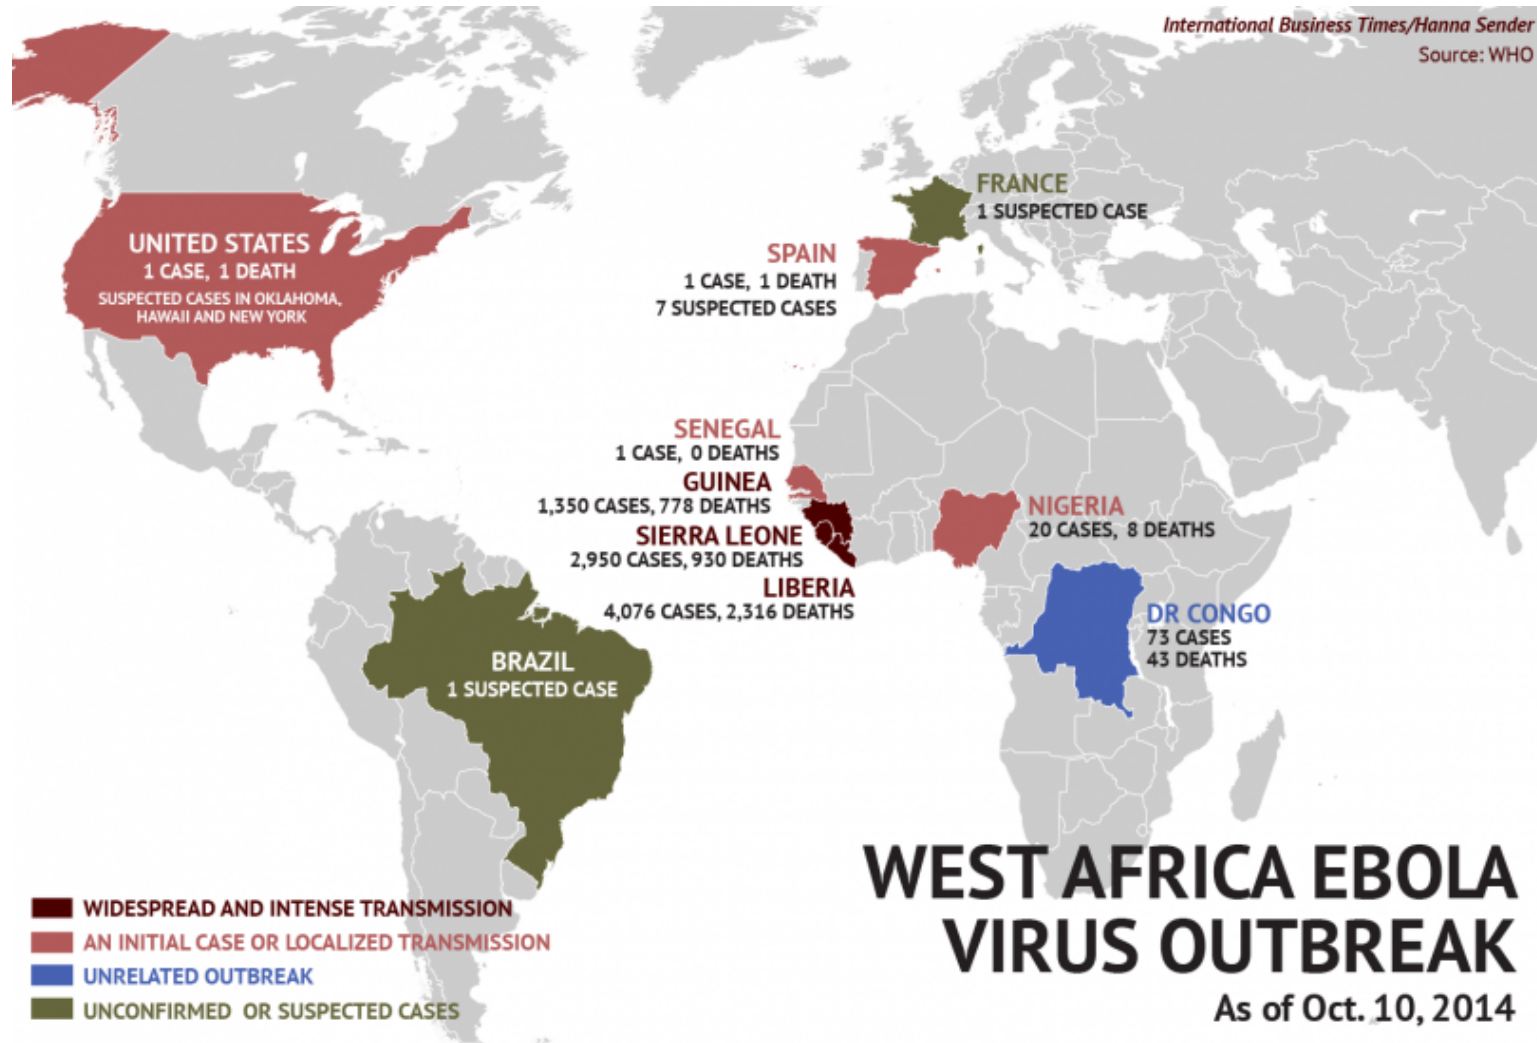 International Business Times/Hanna Sender
Source: WHO
UNITED STATES
1 CASE, 1 DEATH
SUSPECTED CASES IN OKLAHOMA,
HAWAII AND NEW YORK
FRANCE
1 SUSPECTED CASE
SPAIN
1 CASE, 1 DEATH
7 SUSPECTED CASES
SENEGAL
1 CASE, 0 DEATHS
GUINEA
1,350 CASES, 778 DEATHS
SIERRA LEONE
2,950 CASES, 930 DEATHS
LIBERIA
4,076 CASES, 2,316 DEATHS
NIGERIA
20 CASES, 8 DEATHS
DR CONGO
73 CASES
43 DEATHS
BRAZIL
1 SUSPECTED CASE
WIDESPREAD AND INTENSE TRANSMISSION
AN INITIAL CASE OR LOCALIZED TRANSMISSION
UNRELATED OUTBREAK
UNCONFIRMED OR SUSPECTED CASES
WEST AFRICA EBOLA
VIRUS OUTBREAK
As of Oct. 10, 2014